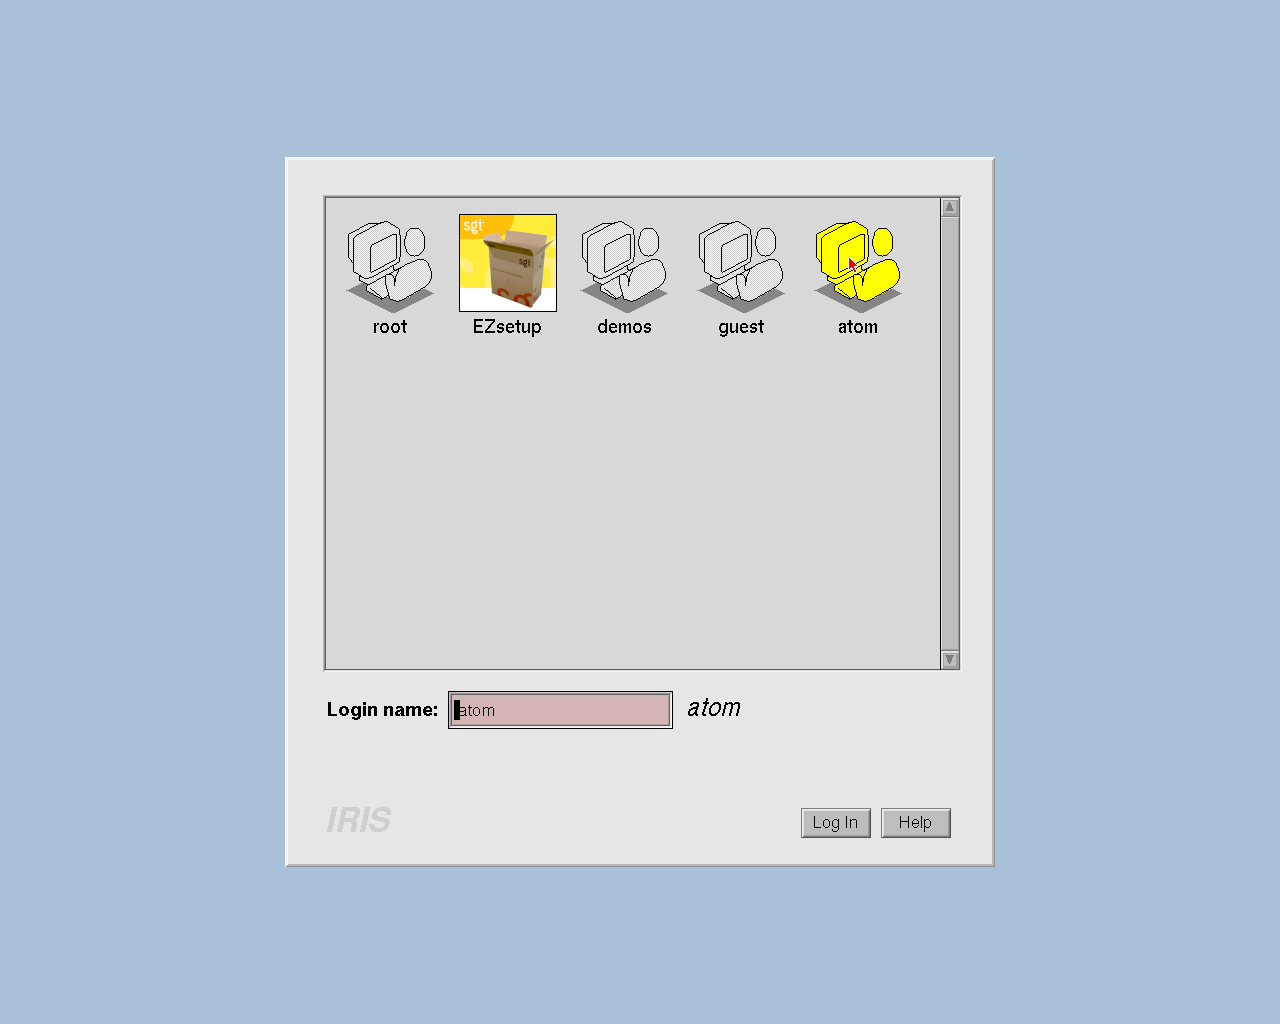 sgi
sgi
root
EZsetup
demos
guest
atom
Login name:
atom
atom
IRIS
Log In
Help